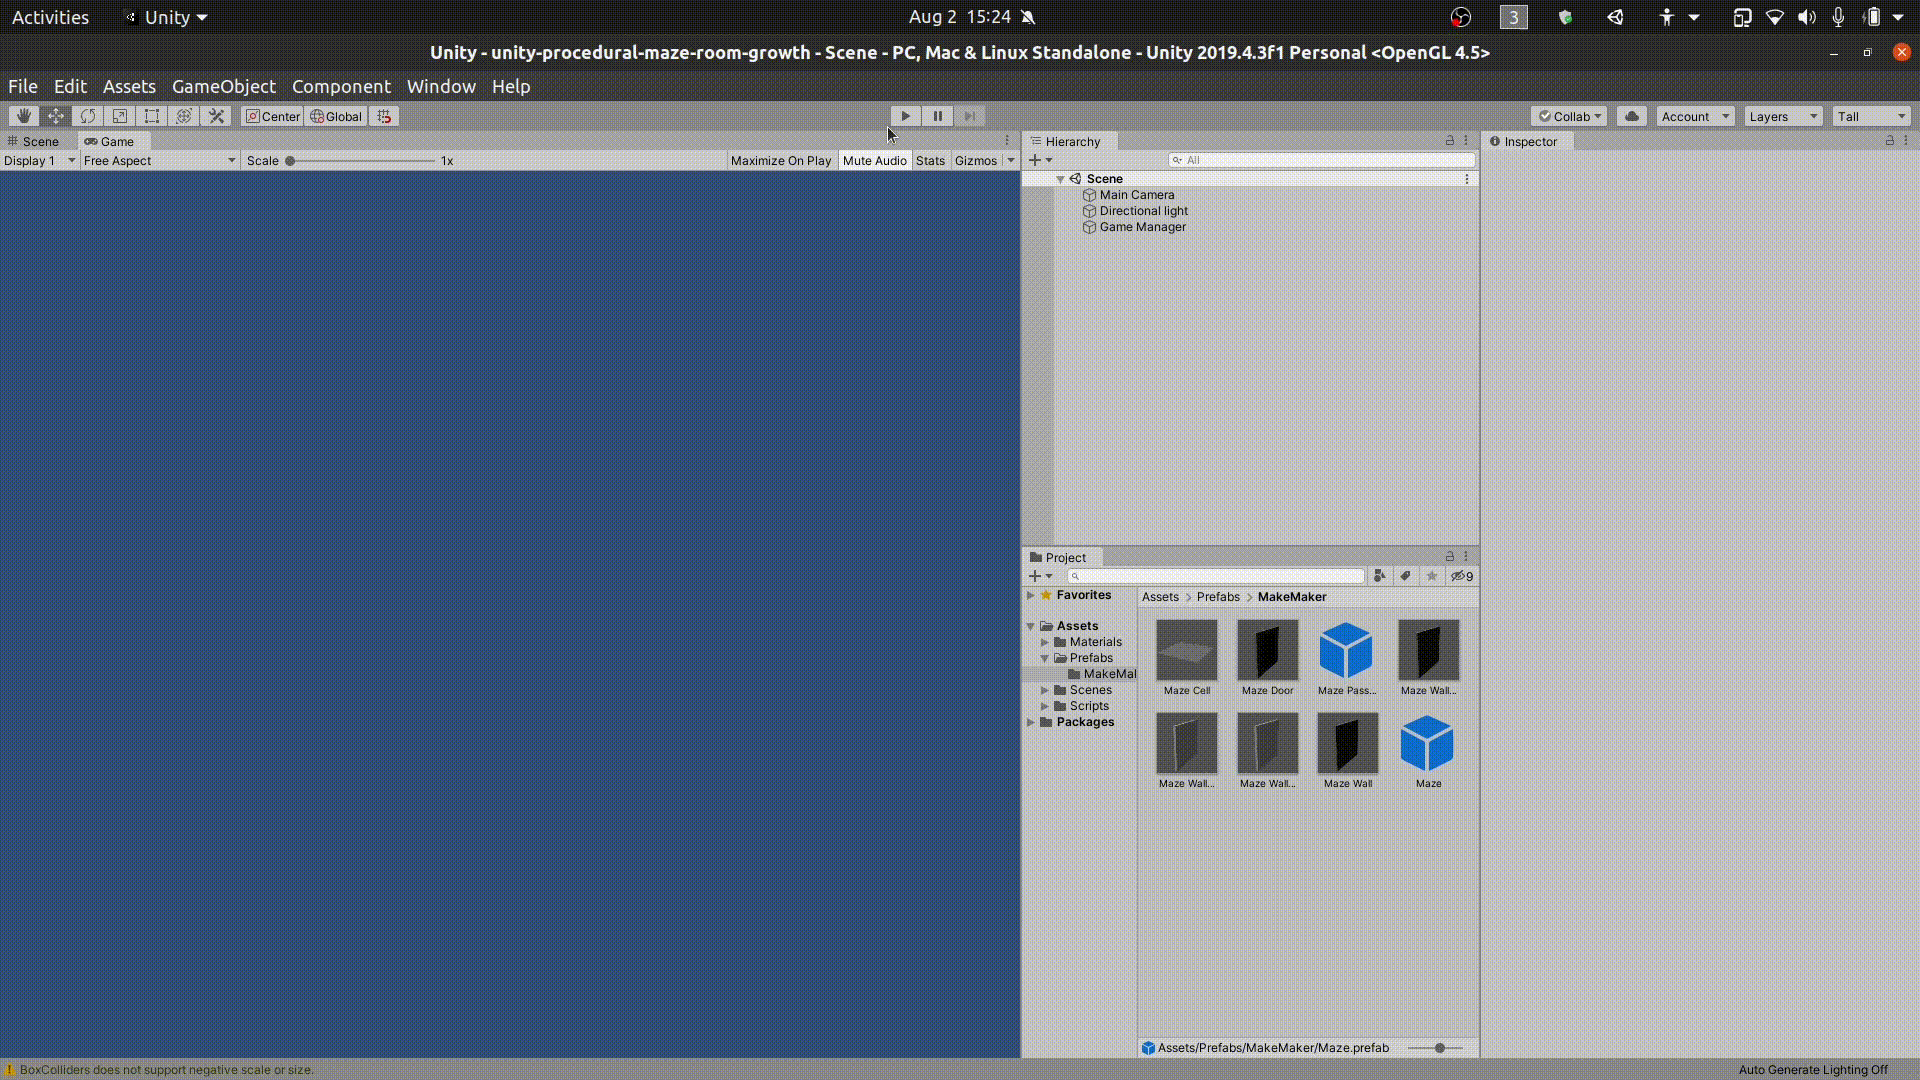 Activities Unity Aug 2 15:24 3
Unity - unity-procedural-maze-room-growth - Scene - PC, Mac & Linux Standalone - Unity 2019.4.3f1 Personal <OpenGL 4.5>
File Edit Assets GameObject Component Window Help
Center Global Collab Account Layers Tall
Scene Game
Display 1 Free Aspect Scale 1x Maximize On Play Mute Audio Stats Gizmos
Hierarchy
All
Scene
Main Camera
Directional light
Game Manager
Project
9
Favorites
Assets
Materials
Prefabs
MakeMal
Scenes
Scripts
Packages
Assets > Prefabs > MakeMaker
Maze Cell Maze Door Maze Pass... Maze Wall...
Maze Wall... Maze Wall... Maze Wall Maze
Assets/Prefabs/MakeMaker/Maze.prefab
Inspector
BoxColliders does not support negative scale or size.
Auto Generate Lighting Off